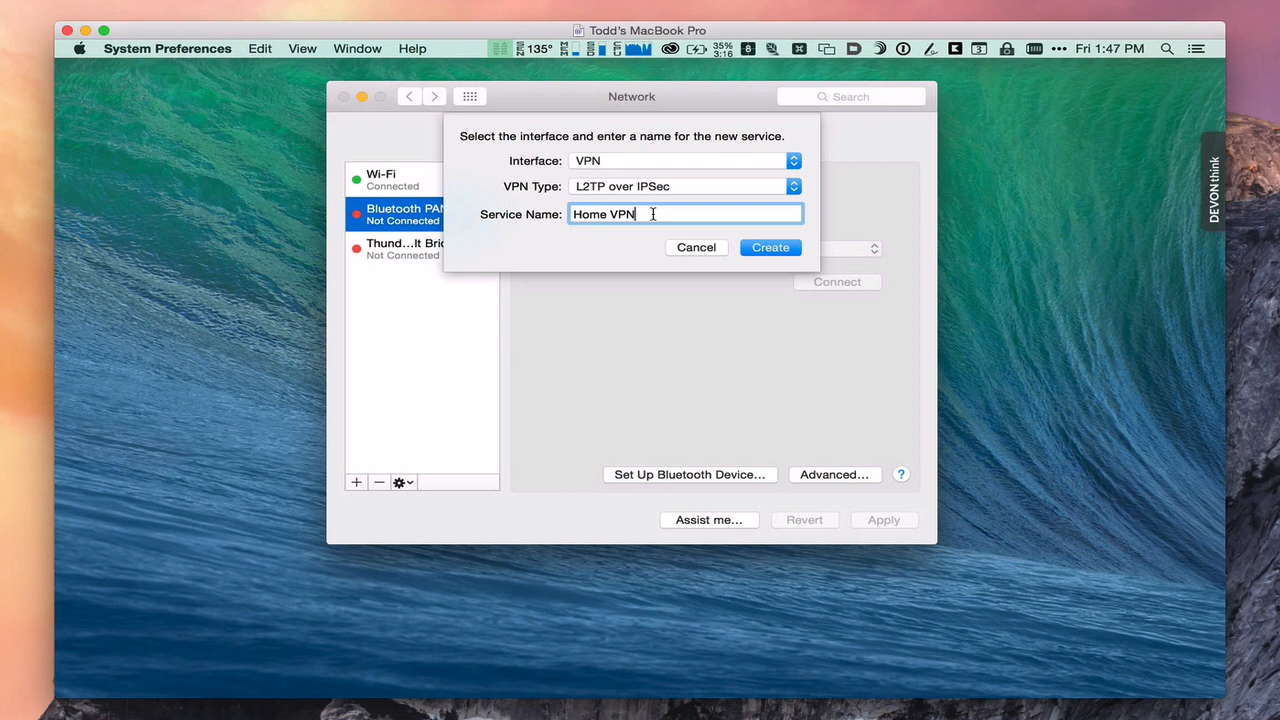 Todd's MacBook Pro
System Preferences Edit View Window Help 135° 35% 3:16 Fri 1:47 PM
Network
Search
Select the interface and enter a name for the new service.
Interface: VPN
VPN Type: L2TP over IPSec
Service Name: Home VPN
Cancel Create
Wi-Fi
Connected
Bluetooth PAN
Not Connected
Thund...lt Bric
Not Connected
Connect
Set Up Bluetooth Device... Advanced... ?
Assist me... Revert Apply
DEVONthink